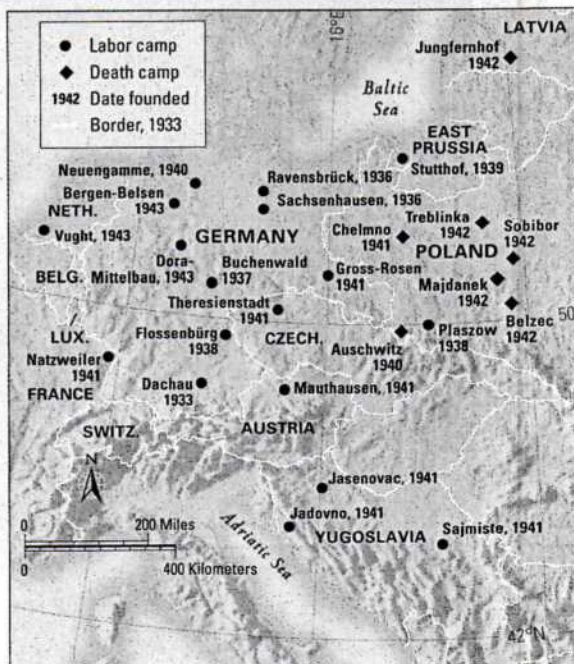 Labor camp
Death camp
1942 Date founded
Border, 1933
16°E
LATVIA
Jungfernhof
1942
Baltic
Sea
EAST
PRUSSIA
Stutthof, 1939
Neuengamme, 1940
Bergen-Belsen
1943
Ravensbrück, 1936
Sachsenhausen, 1936
NETH.
Vught, 1943
GERMANY
Chelmno
1941
Treblinka
1942
POLAND
Sobibor
1942
Dora-
Mittelbau, 1943
BELG.
Buchenwald
1937
Gross-Rosen
1941
Majdanek
1942
Theresienstadt
1941
50
Belzec
1942
LUX.
Flossenbürg
1938
CZECH.
Auschwitz
1940
Plaszow
1938
Natzweiler
1941
FRANCE
Dachau
1933
Mauthausen, 1941
SWITZ.
AUSTRIA
N
Jasenovac, 1941
0 200 Miles
0 400 Kilometers
Jadovno, 1941
Adriatic Sea
YUGOSLAVIA
Sajmiste, 1941
42°N